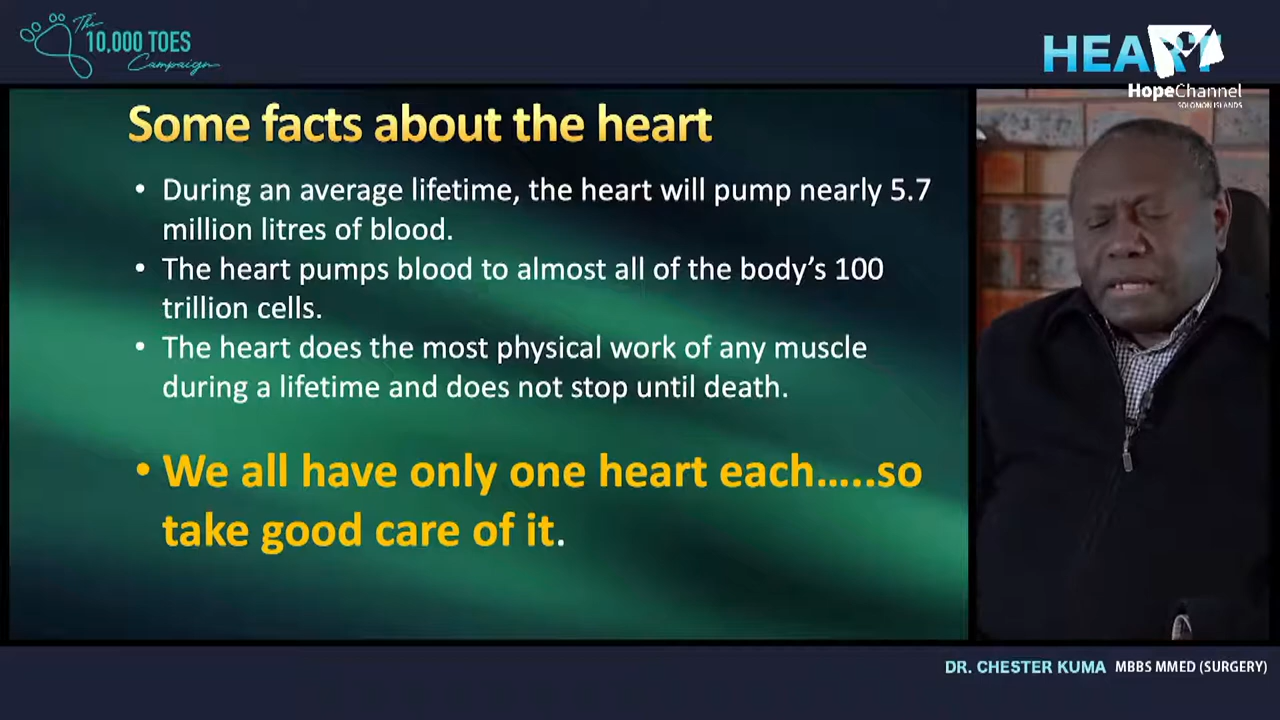 The
10,000 TOES
Campaign
HEART
HopeChannel
SOLOMON ISLANDS
Some facts about the heart
• During an average lifetime, the heart will pump nearly 5.7
million litres of blood.
• The heart pumps blood to almost all of the body’s 100
trillion cells.
• The heart does the most physical work of any muscle
during a lifetime and does not stop until death.
• We all have only one heart each…..so
take good care of it.
DR. CHESTER KUMA MBBS MMED (SURGERY)